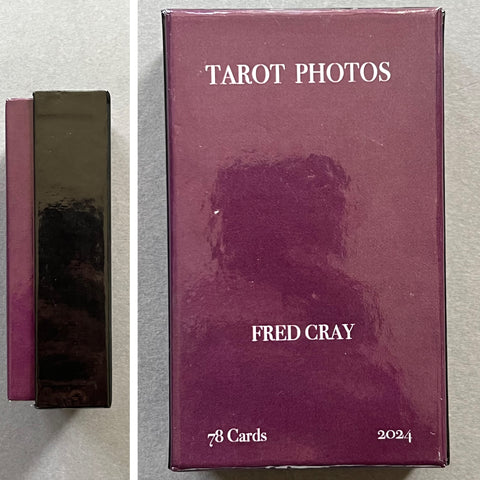 TAROT PHOTOS
FRED CRAY
78 Cards
2024